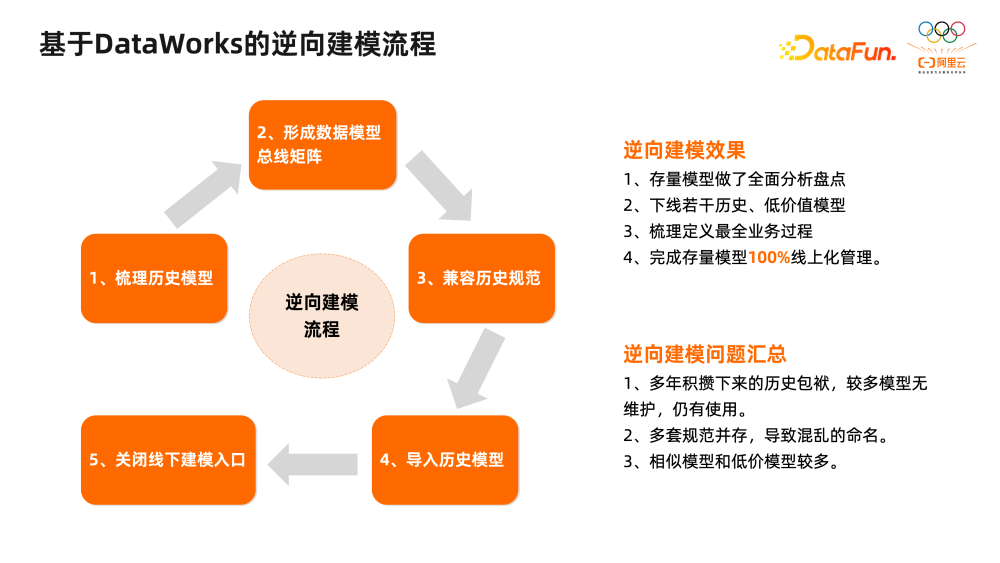 基于DataWorks的逆向建模流程
DataFun.
阿里云
2、形成数据模型
总线矩阵
1、梳理历史模型
3、兼容历史规范
逆向建模
流程
5、关闭线下建模入口
4、导入历史模型
逆向建模效果
1、存量模型做了全面分析盘点
2、下线若干历史、低价值模型
3、梳理定义最全业务过程
4、完成存量模型100%线上化管理。
逆向建模问题汇总
1、多年积攒下来的历史包袱，较多模型无
维护，仍有使用。
2、多套规范并存，导致混乱的命名。
3、相似模型和低价模型较多。